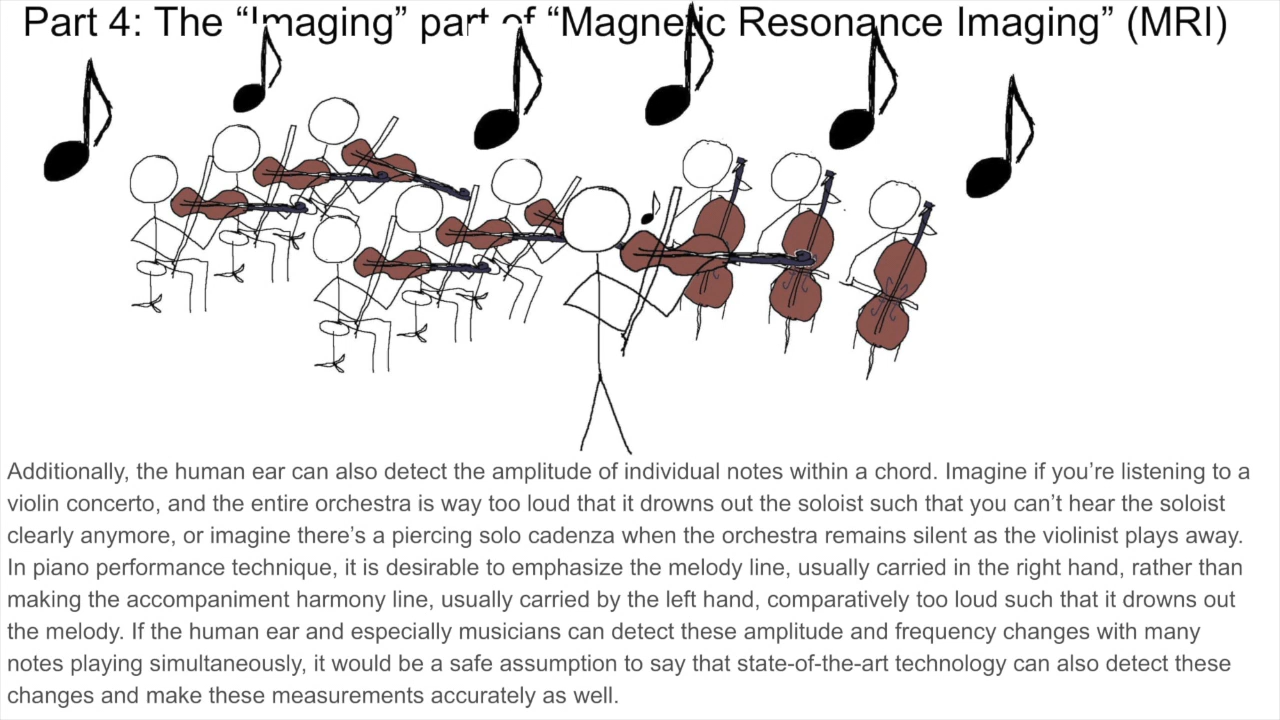 Part 4: The “Imaging” part of “Magnetic Resonance Imaging” (MRI)
Additionally, the human ear can also detect the amplitude of individual notes within a chord. Imagine if you’re listening to a
violin concerto, and the entire orchestra is way too loud that it drowns out the soloist such that you can’t hear the soloist
clearly anymore, or imagine there’s a piercing solo cadenza when the orchestra remains silent as the violinist plays away.
In piano performance technique, it is desirable to emphasize the melody line, usually carried in the right hand, rather than
making the accompaniment harmony line, usually carried by the left hand, comparatively too loud such that it drowns out
the melody. If the human ear and especially musicians can detect these amplitude and frequency changes with many
notes playing simultaneously, it would be a safe assumption to say that state-of-the-art technology can also detect these
changes and make these measurements accurately as well.